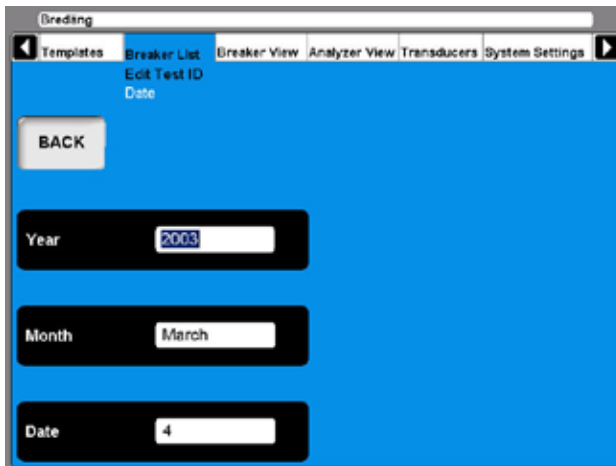 Bredäng
Templates Breaker List Breaker View Analyzer View Transducers System Settings
Edit Test ID
Date
BACK
Year 2003
Month March
Date 4